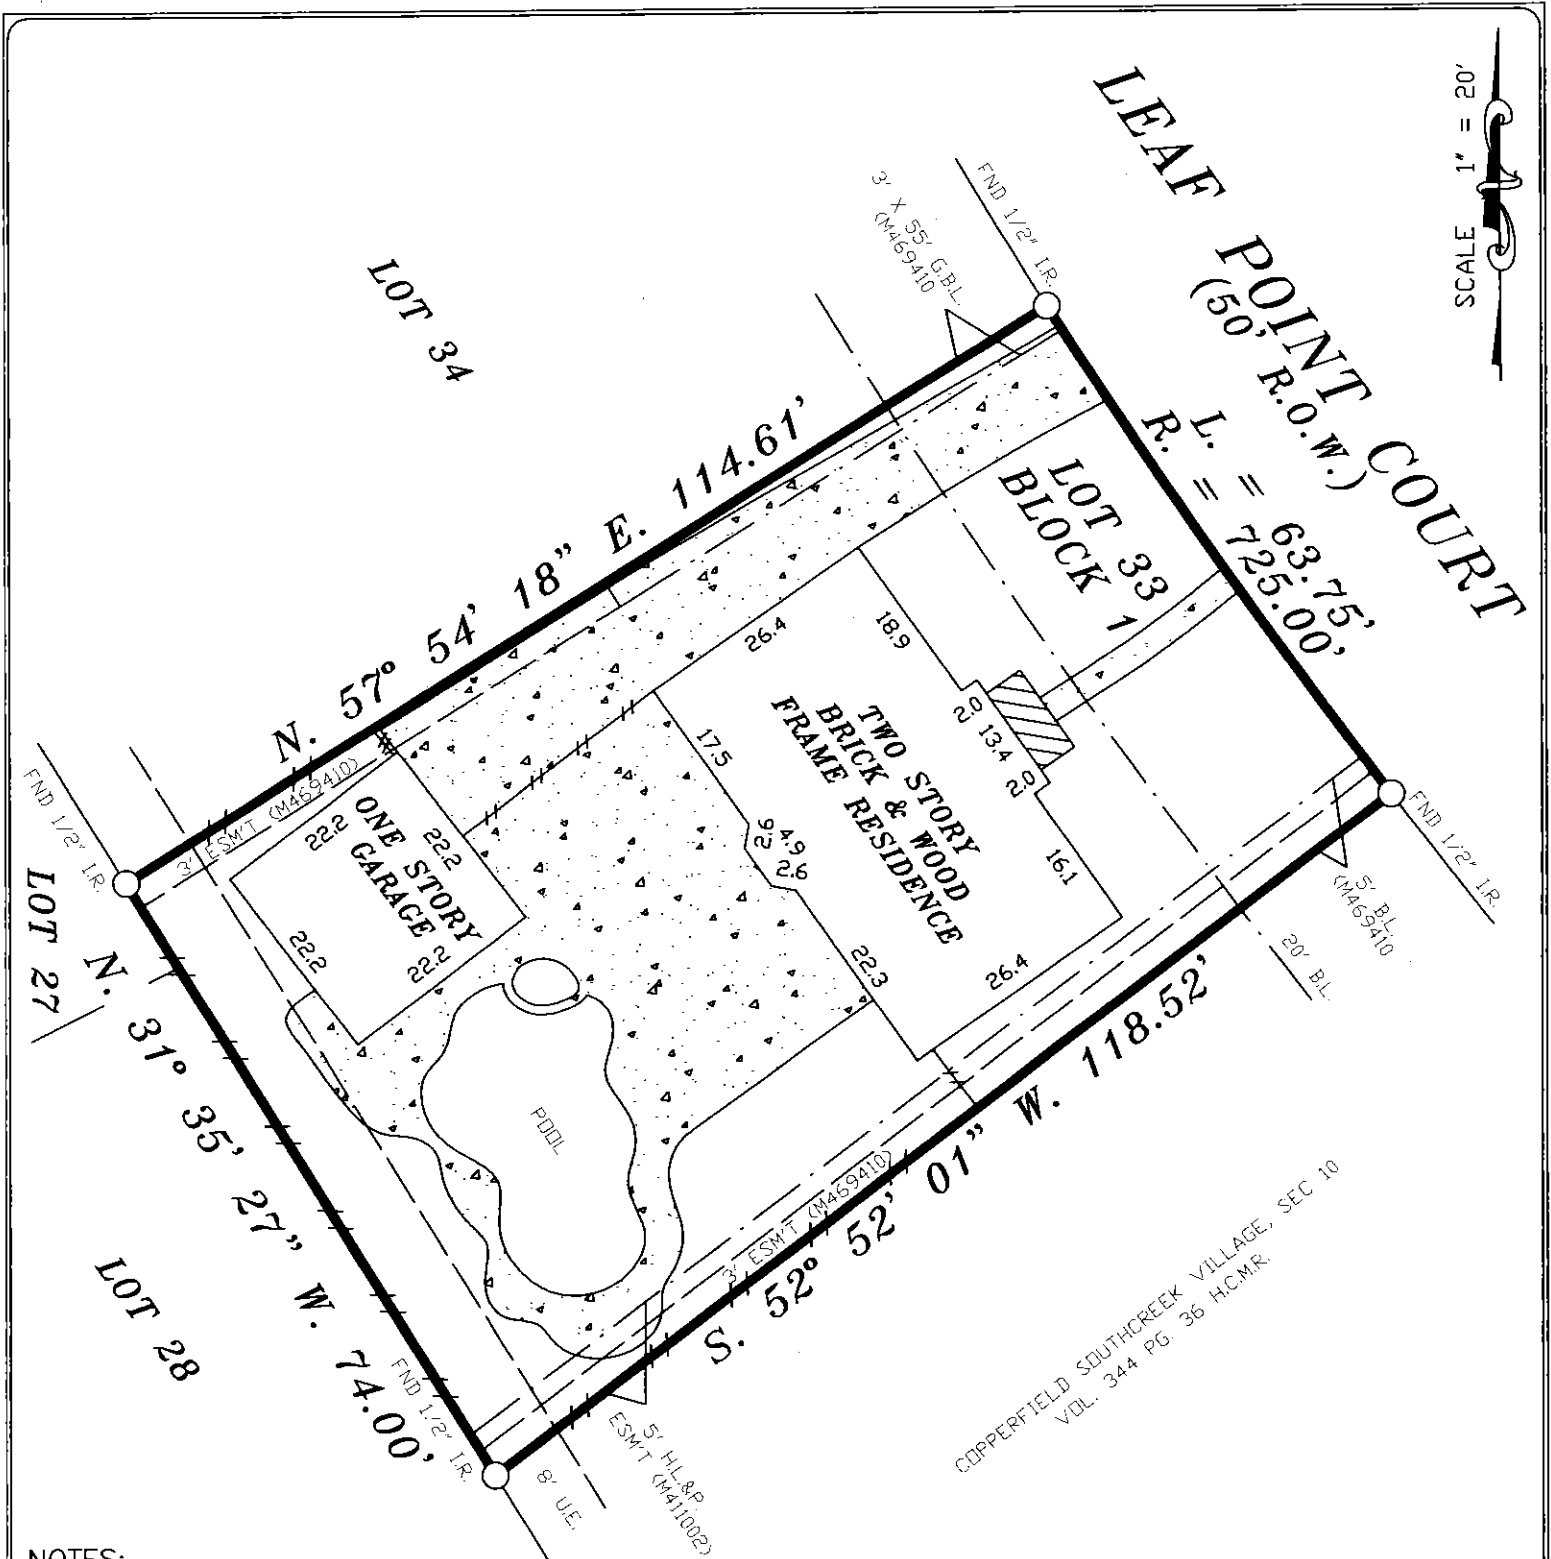 SCALE 1" = 20'
LEAF POINT COURT
(50' R.O.W.)
L. = 63.75'
R. = 725.00'
FND 1/2" I.R.
3' X 55' G.B.L.
(M469410
LOT 34
N. 57° 54' 18" E. 114.61'
LOT 33
BLOCK 1
18.9
26.4
2.0
13.4
2.0
16.1
TWO STORY
BRICK & WOOD
FRAME RESIDENCE
17.5
2.6
4.9
2.6
22.3
26.4
FND 1/2" I.R.
5' B.L.
(M469410
20' B.L.
S. 52° 52' 01" W. 118.52'
3' ESM'T (M469410)
3' ESM'T (M469410)
22.2
22.2
ONE STORY
GARAGE
22.2
22.2
FND 1/2" I.R.
LOT 27
N. 31° 35' 27" W. 74.00'
POOL
LOT 28
FND 1/2" I.R.
8' U.E.
5' H.L.&P.
ESM'T (M411002)
COPPERFIELD SOUTHCREEK VILLAGE, SEC 10
VOL. 344 PG. 36 H.C.M.R.
NOTES: